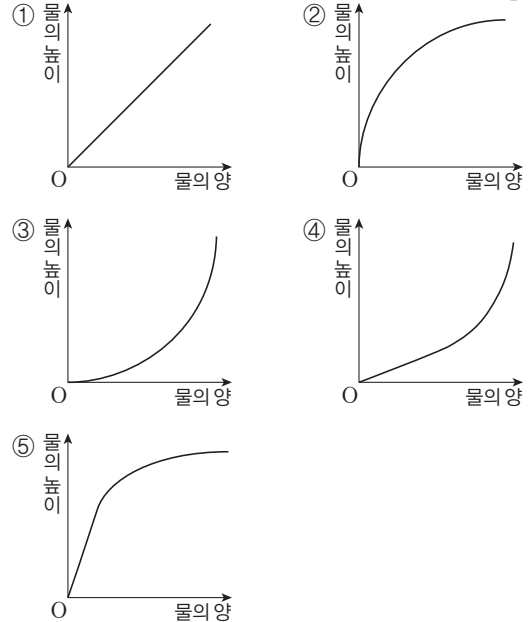 ① 물의 높이
O 물의 양
② 물의 높이
O 물의 양
③ 물의 높이
O 물의 양
④ 물의 높이
O 물의 양
⑤ 물의 높이
O 물의 양